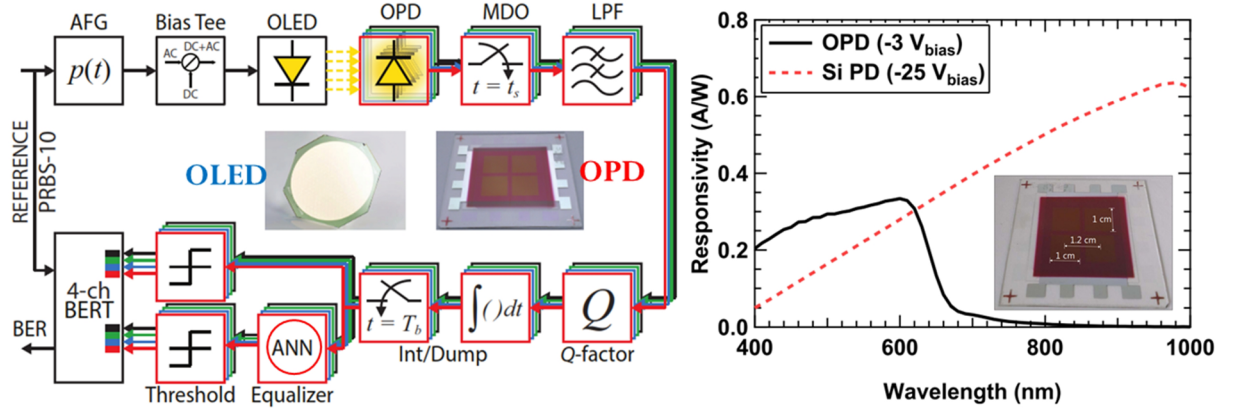 AFG
Bias Tee
OLED
OPD
MDO
LPF
p(t)
AC
DC+AC
DC
t = tₛ
REFERENCE
PRBS-10
OLED
OPD
4-ch
BERT
BER
ANN
t = T_b
∫()dt
Q
Int/Dump
Q-factor
Threshold
Equalizer
OPD (-3 V_bias)
Si PD (-25 V_bias)
Responsivity (A/W)
0.8
0.6
0.4
0.2
0.0
1 cm
1.2 cm
1 cm
400
600
800
1000
Wavelength (nm)